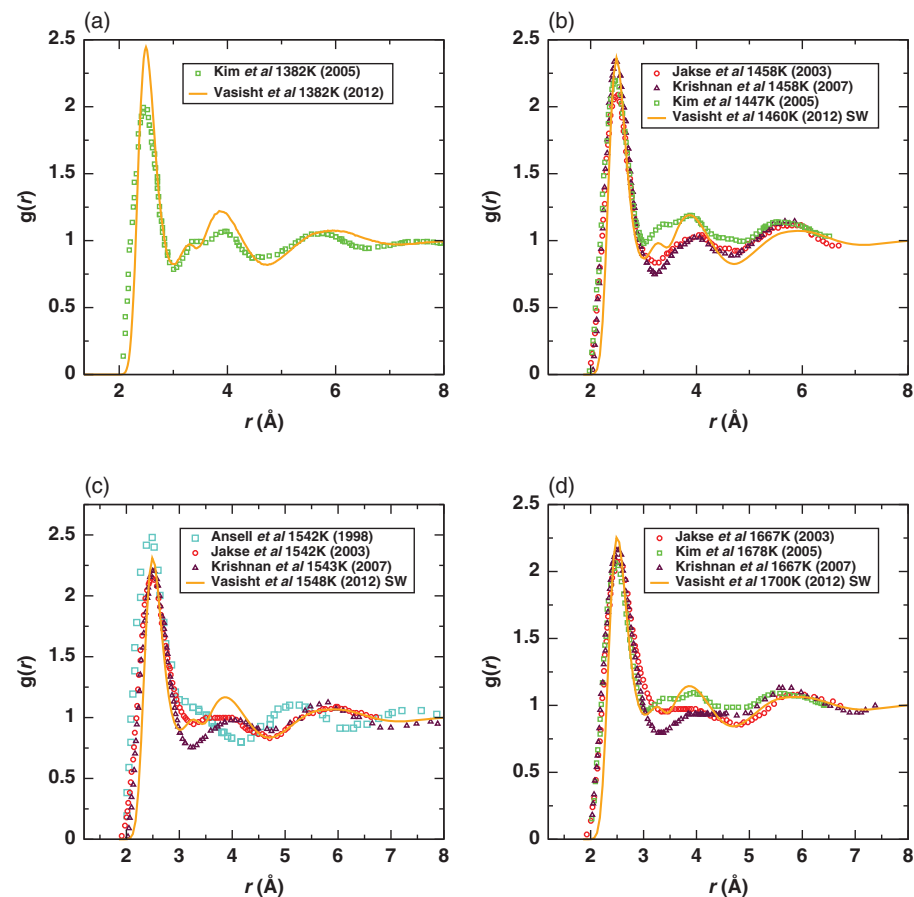 (a)
2.5
2
1.5
1
0.5
0
g(r)
Kim et al 1382K (2005)
Vasisht et al 1382K (2012)
2 3 4 5 6 7 8
r (Å)
(b)
2.5
2
1.5
1
0.5
0
g(r)
Jakse et al 1458K (2003)
Krishnan et al 1458K (2007)
Kim et al 1447K (2005)
Vasisht et al 1460K (2012) SW
2 3 4 5 6 7 8
r (Å)
(c)
2.5
2
1.5
1
0.5
0
g(r)
Ansell et al 1542K (1998)
Jakse et al 1542K (2003)
Krishnan et al 1543K (2007)
Vasisht et al 1548K (2012) SW
2 3 4 5 6 7 8
r (Å)
(d)
2.5
2
1.5
1
0.5
0
g(r)
Jakse et al 1667K (2003)
Kim et al 1678K (2005)
Krishnan et al 1667K (2007)
Vasisht et al 1700K (2012) SW
2 3 4 5 6 7 8
r (Å)